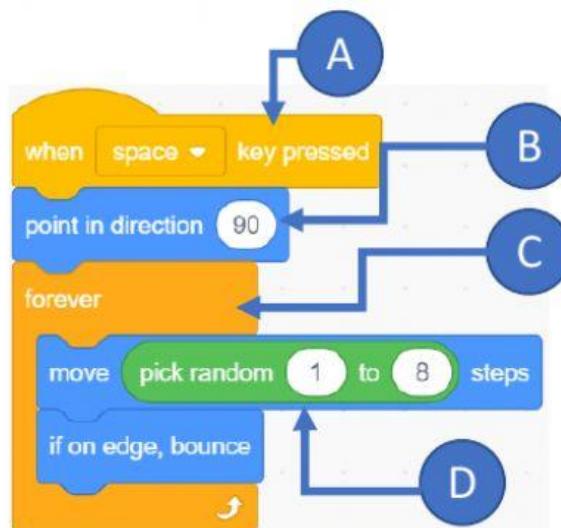 A
when space key pressed
B
point in direction 90
C
forever
move pick random 1 to 8 steps
if on edge, bounce
D